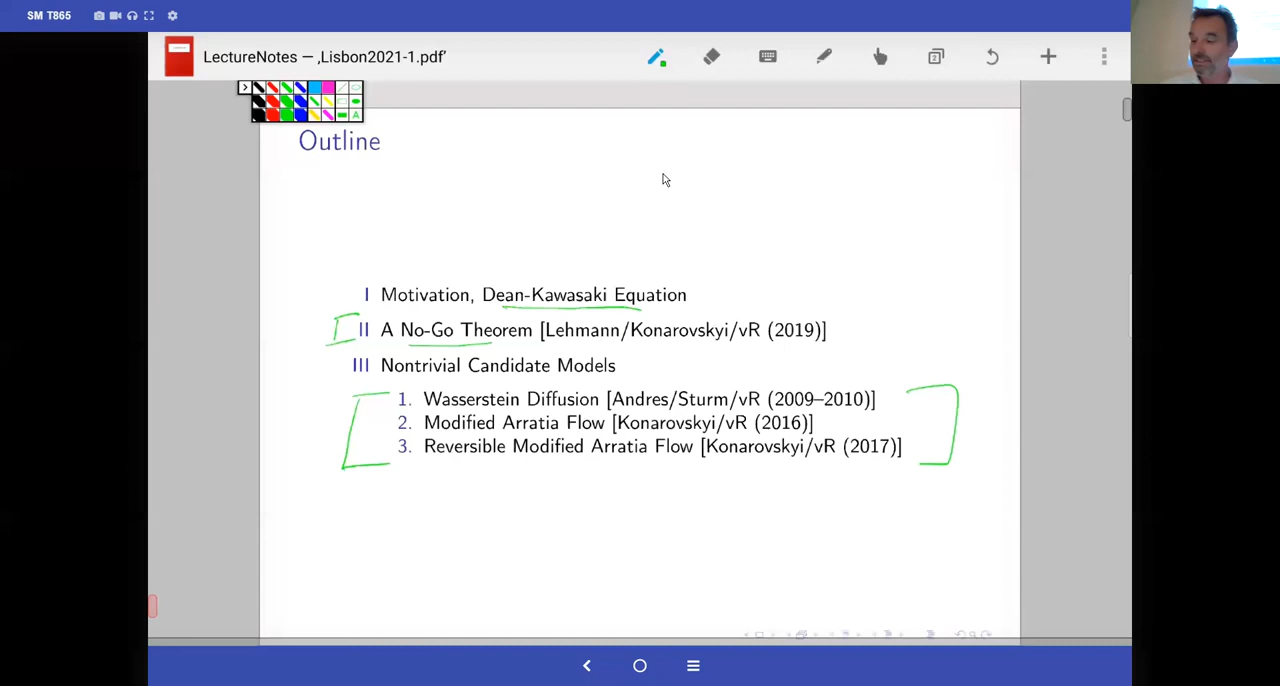 SM T865
LectureNotes — ‚Lisbon2021-1.pdf'
Outline
I Motivation, Dean-Kawasaki Equation
II A No-Go Theorem [Lehmann/Konarovskyi/vR (2019)]
III Nontrivial Candidate Models
1. Wasserstein Diffusion [Andres/Sturm/vR (2009–2010)]
2. Modified Arratia Flow [Konarovskyi/vR (2016)]
3. Reversible Modified Arratia Flow [Konarovskyi/vR (2017)]